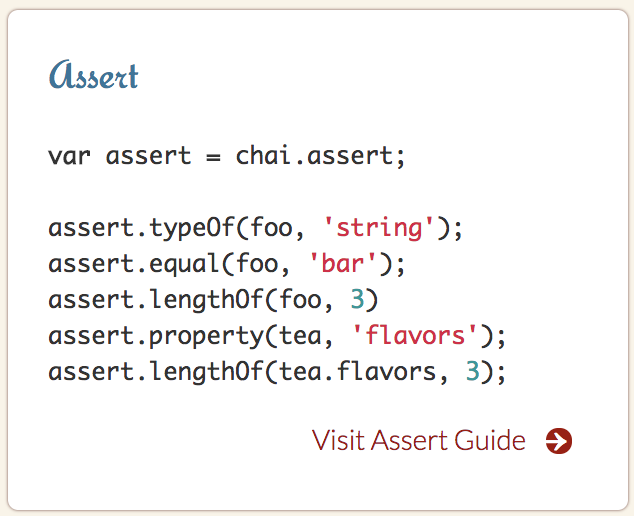 Assert
var assert = chai.assert;
assert.typeOf(foo, 'string');
assert.equal(foo, 'bar');
assert.lengthOf(foo, 3)
assert.property(tea, 'flavors');
assert.lengthOf(tea.flavors, 3);
Visit Assert Guide